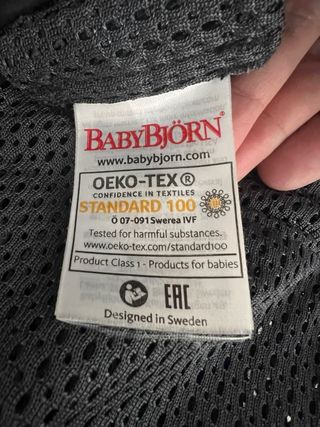 BABYBJÖRN®
www.babybjorn.com
OEKO-TEX®
CONFIDENCE IN TEXTILES
STANDARD 100
Ö 07-091 Swerea IVF
Tested for harmful substances.
www.oeko-tex.com/standard100
Product Class 1 - Products for babies
EAC
Designed in Sweden